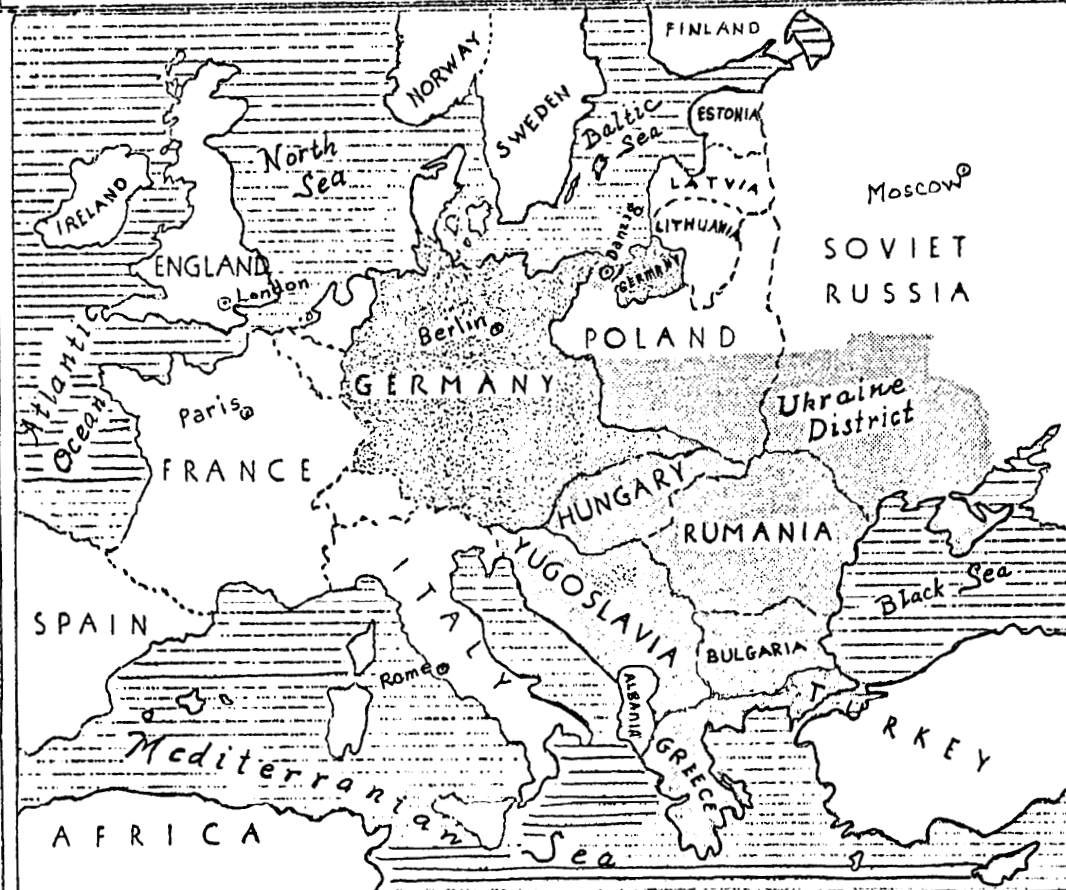 FINLAND
NORWAY
SWEDEN
Baltic
Sea
ESTONIA
North
Sea
LATVIA
Moscow
IRELAND
LITHUANIA
Danzig
SOVIET
RUSSIA
ENGLAND
London
GERMANY
Berlin
POLAND
Atlantic
Ocean
GERMANY
Paris
Ukraine
District
FRANCE
HUNGARY
RUMANIA
YUGOSLAVIA
ITALY
Black Sea
SPAIN
BULGARIA
Rome
ALBANIA
T RKEY
GREECE
Mediterranian
Sea
AFRICA